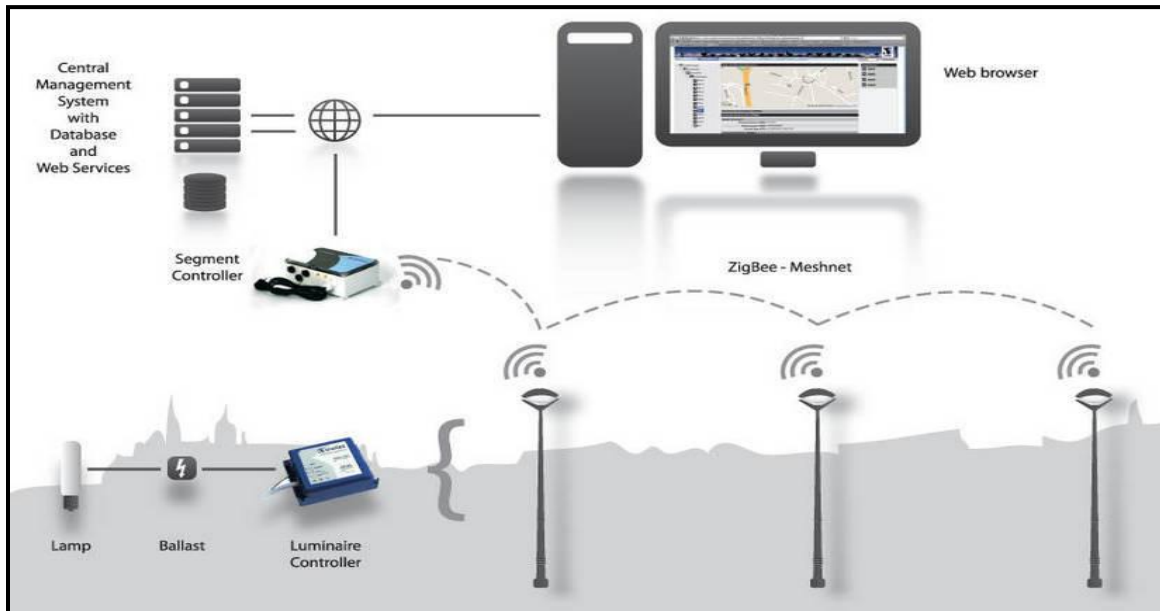 Central
Management
System
with
Database
and
Web Services
Web browser
Segment
Controller
ZigBee - Meshnet
Lamp
Ballast
Luminaire
Controller